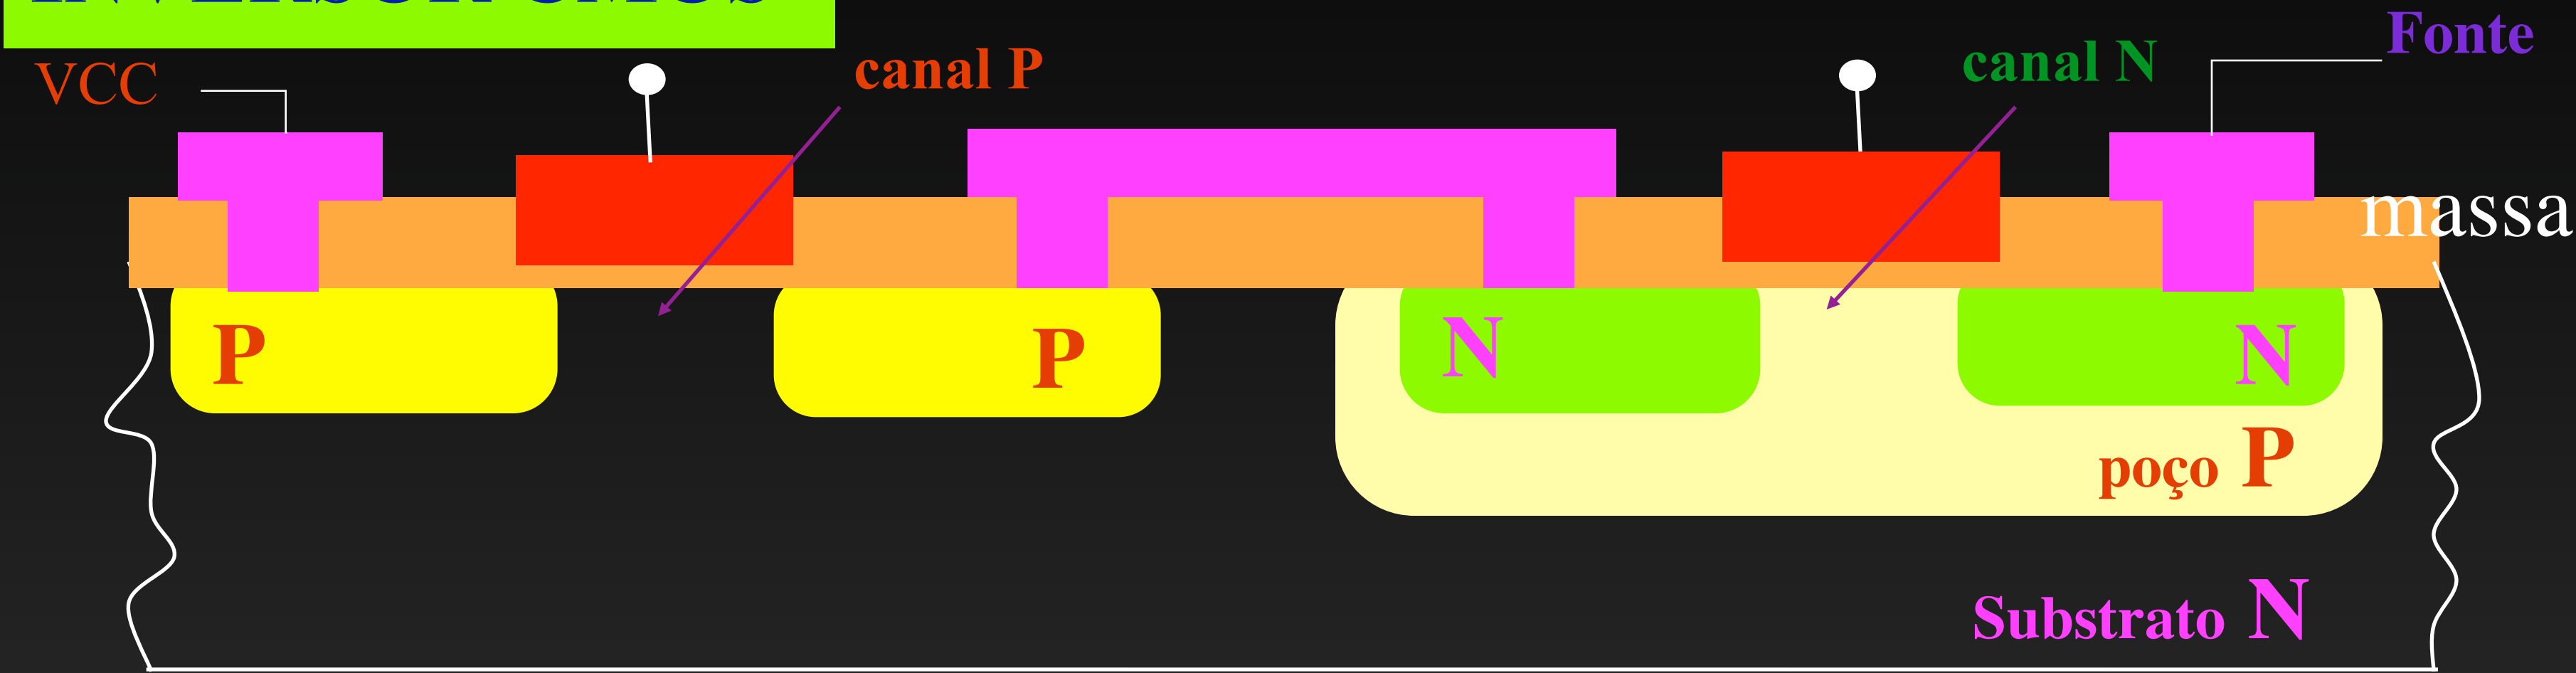 VCC
canal P
canal N
Fonte
massa
P
P
N
N
poço P
Substrato N